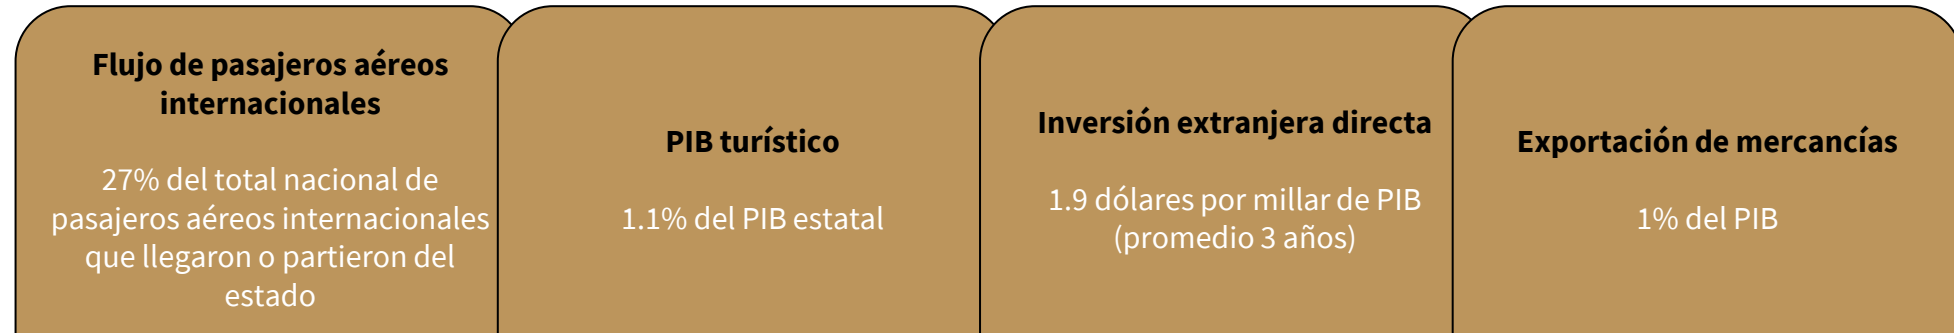 Flujo de pasajeros aéreos
internacionales
27% del total nacional de
pasajeros aéreos internacionales
que llegaron o partieron del
estado
PIB turístico
1.1% del PIB estatal
Inversión extranjera directa
1.9 dólares por millar de PIB
(promedio 3 años)
Exportación de mercancías
1% del PIB